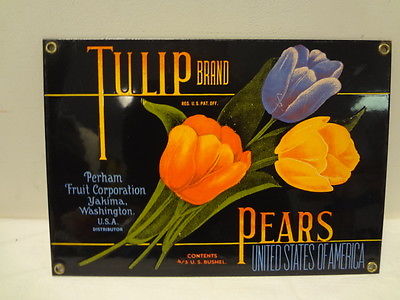 TULIP BRAND
REG. U.S. PAT. OFF.
Perham
Fruit Corporation
Yakima,
Washington.
U.S.A.
DISTRIBUTOR
PEARS
UNITED STATES OF AMERICA
CONTENTS
4/5 U.S. BUSHEL.